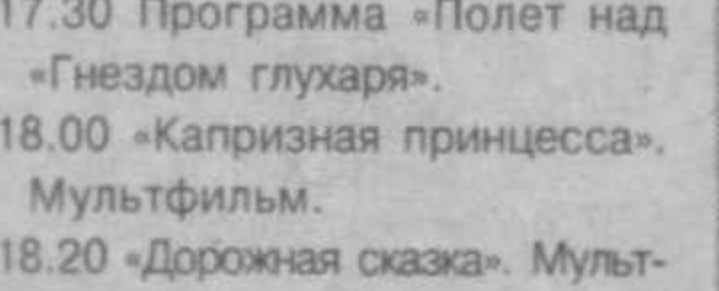 17.30 Программа «Полет над
«Гнездом глухаря».
18.00 «Капризная принцесса».
Мультфильм.
18.20 «Дорожная сказка». Мульт-